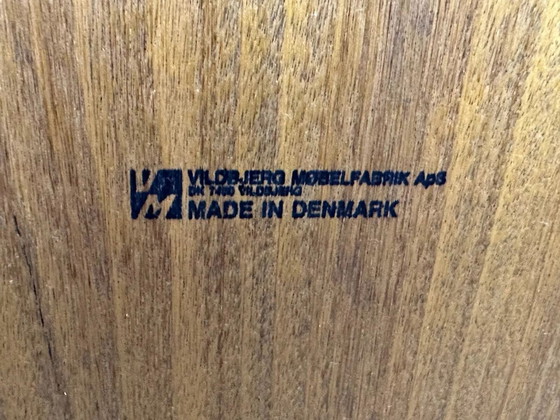 VILDBJERG MØBELFABRIK ApS
DK 7480 VILDBJERG
MADE IN DENMARK